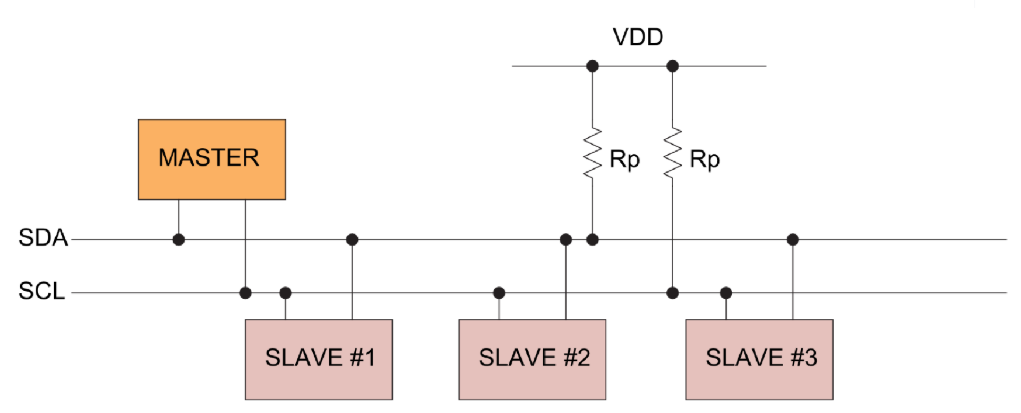 VDD
MASTER
Rp
Rp
SDA
SCL
SLAVE #1
SLAVE #2
SLAVE #3